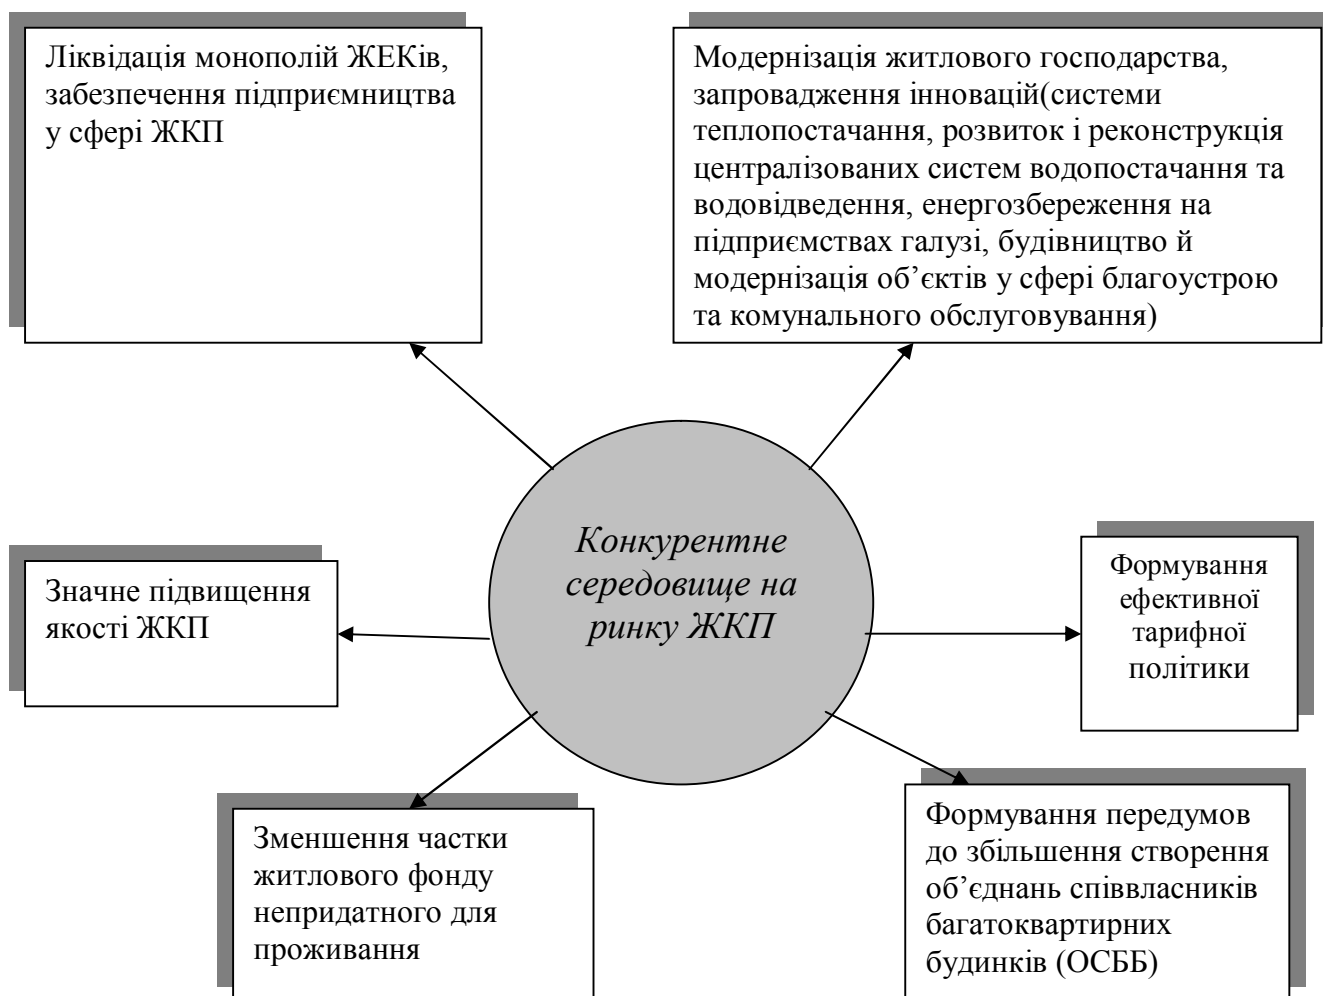 Ліквідація монополій ЖЕКів,
забезпечення підприємництва
у сфері ЖКП
Модернізація житлового господарства,
запровадження інновацій(системи
теплопостачання, розвиток і реконструкція
централізованих систем водопостачання та
водовідведення, енергозбереження на
підприємствах галузі, будівництво й
модернізація об’єктів у сфері благоустрою
та комунального обслуговування)
Конкурентне
середовище на
ринку ЖКП
Значне підвищення
якості ЖКП
Формування
ефективної
тарифної
політики
Зменшення частки
житлового фонду
непридатного для
проживання
Формування передумов
до збільшення створення
об’єднань співвласників
багатоквартирних
будинків (ОСББ)